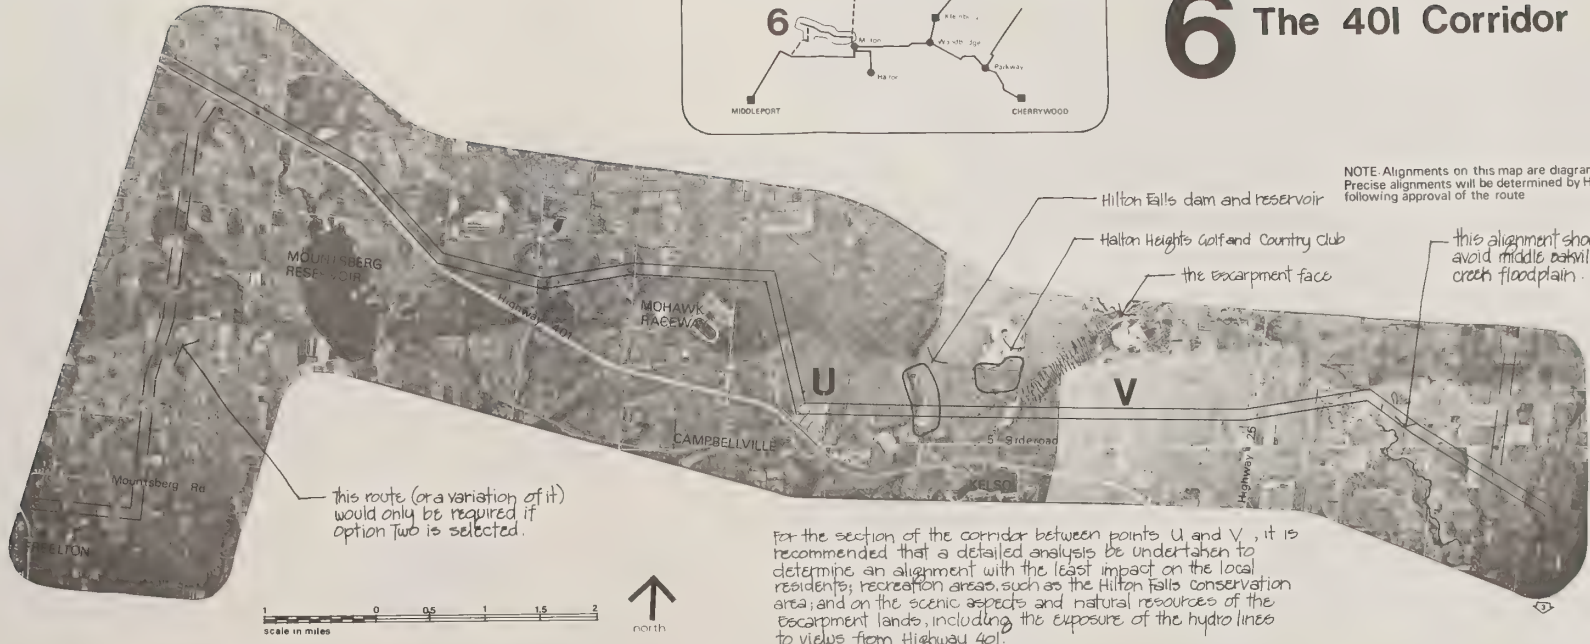 6 The 401 Corridor
6
Milton
Halton
Parkway
MIDDLEPORT
CHERRYWOOD
NOTE. Alignments on this map are
Precise alignments will be determined by
following approval of the route
Hilton Falls dam and reservoir
Halton Heights Golf and Country Club
the escarpment face
this alignment
avoid middle
creek floodplain.
MOUNTSBERG
RESERVOIR
Highway 401
MOHAWK
RACEWAY
U
V
CAMPBELLVILLE
5 Sideroad
KELSO
Highway 25
Mountsberg Rd
This route (or a variation of it)
would only be required if
Option Two is selected.
For the section of the corridor between points U and V, it is
recommended that a detailed analysis be undertaken to
determine an alignment with the least impact on the local
residents; recreation areas, such as the Hilton Falls conservation
area; and on the scenic aspects and natural resources of the
Escarpment lands, including the exposure of the hydro lines
to views from Highway 401.
1 0 0.5 1 1.5 2
scale in miles
north